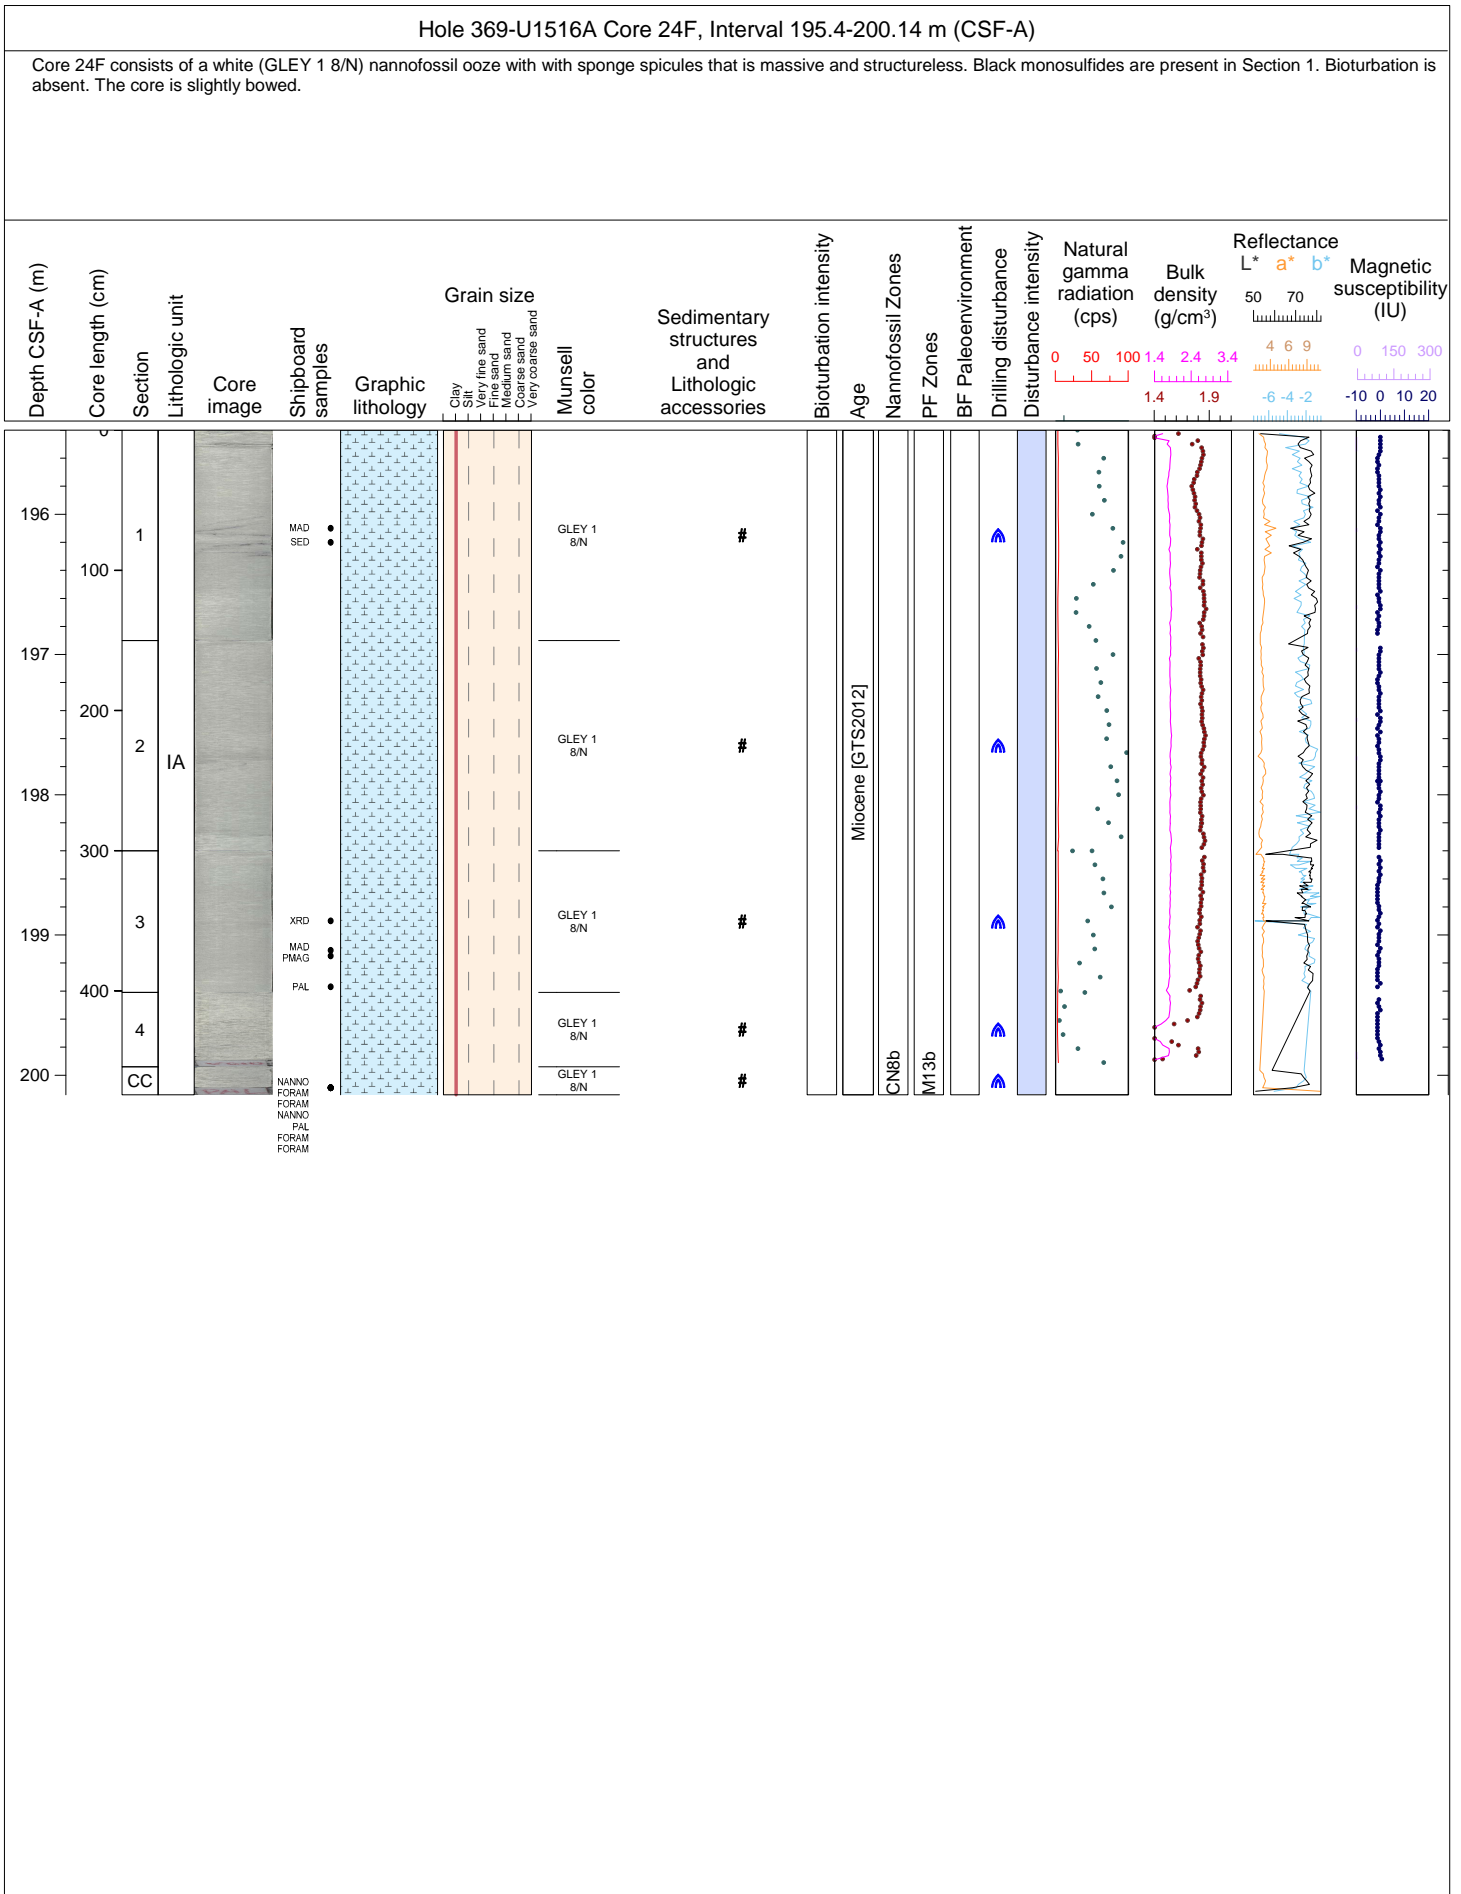 Hole 369-U1516A Core 24F, Interval 195.4-200.14 m (CSF-A)
Core 24F consists of a white (GLEY 1 8/N) nannofossil ooze with with sponge spicules that is massive and structureless. Black monosulfides are present in Section 1. Bioturbation is
absent. The core is slightly bowed.
Depth CSF-A (m)
Core length (cm)
Section
Lithologic unit
Core
image
Shipboard
samples
Graphic
lithology
Grain size
Clay
Silt
Very fine sand
Fine sand
Medium sand
Coarse sand
Very coarse sand
Munsell
color
Sedimentary
structures
and
Lithologic
accessories
Bioturbation intensity
Age
Nannofossil Zones
PF Zones
BF Paleoenvironment
Drilling disturbance
Disturbance intensity
Natural
gamma
radiation
(cps)
0 50 100
Bulk
density
(g/cm³)
1.4 2.4 3.4
1.4 1.9
Reflectance
L* a* b*
50 70
4 6 9
-6 -4 -2
Magnetic
susceptibility
(IU)
0 150 300
-10 0 10 20
0
196
100
197
200
198
300
199
400
200
1
2
3
4
CC
IA
MAD
SED
XRD
MAD
PMAG
PAL
NANNO
FORAM
FORAM
NANNO
PAL
FORAM
FORAM
GLEY 1
8/N
GLEY 1
8/N
GLEY 1
8/N
GLEY 1
8/N
GLEY 1
8/N
#
#
#
#
#
Miocene [GTS2012]
CN8b
M13b